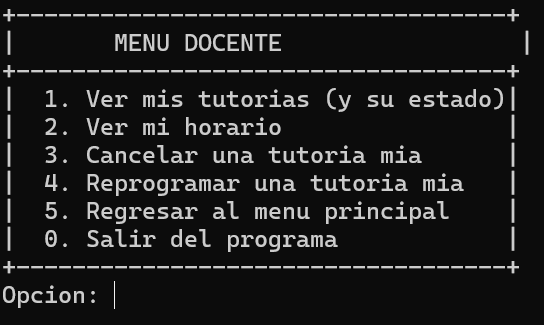 +-----------------------------------+
|       MENU DOCENTE                 |
+-----------------------------------+
|  1. Ver mis tutorias (y su estado)|
|  2. Ver mi horario                |
|  3. Cancelar una tutoria mia      |
|  4. Reprogramar una tutoria mia   |
|  5. Regresar al menu principal    |
|  0. Salir del programa            |
+-----------------------------------+
Opcion: